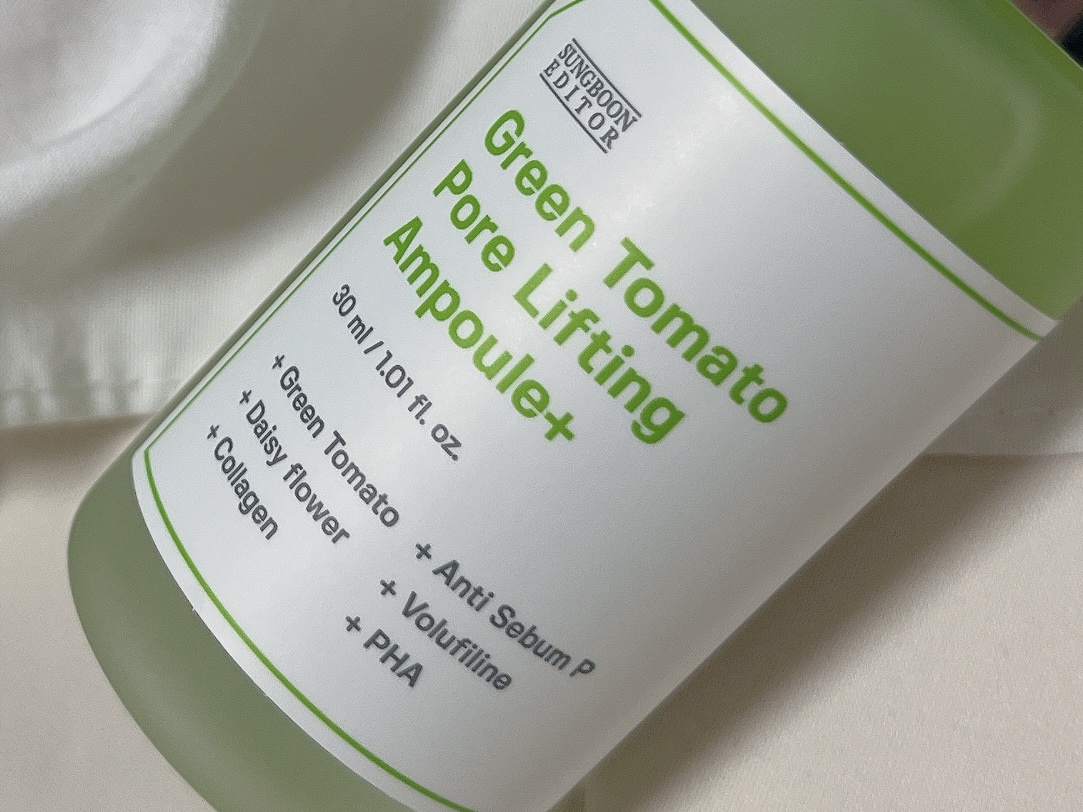 SUNGBOON
EDITOR
Green Tomato
Pore Lifting
Ampoule+
30 ml / 1.01 fl. oz.
+ Green Tomato
+ Daisy flower
+ Collagen
+ Anti Sebum P
+ Volufiline
+ PHA